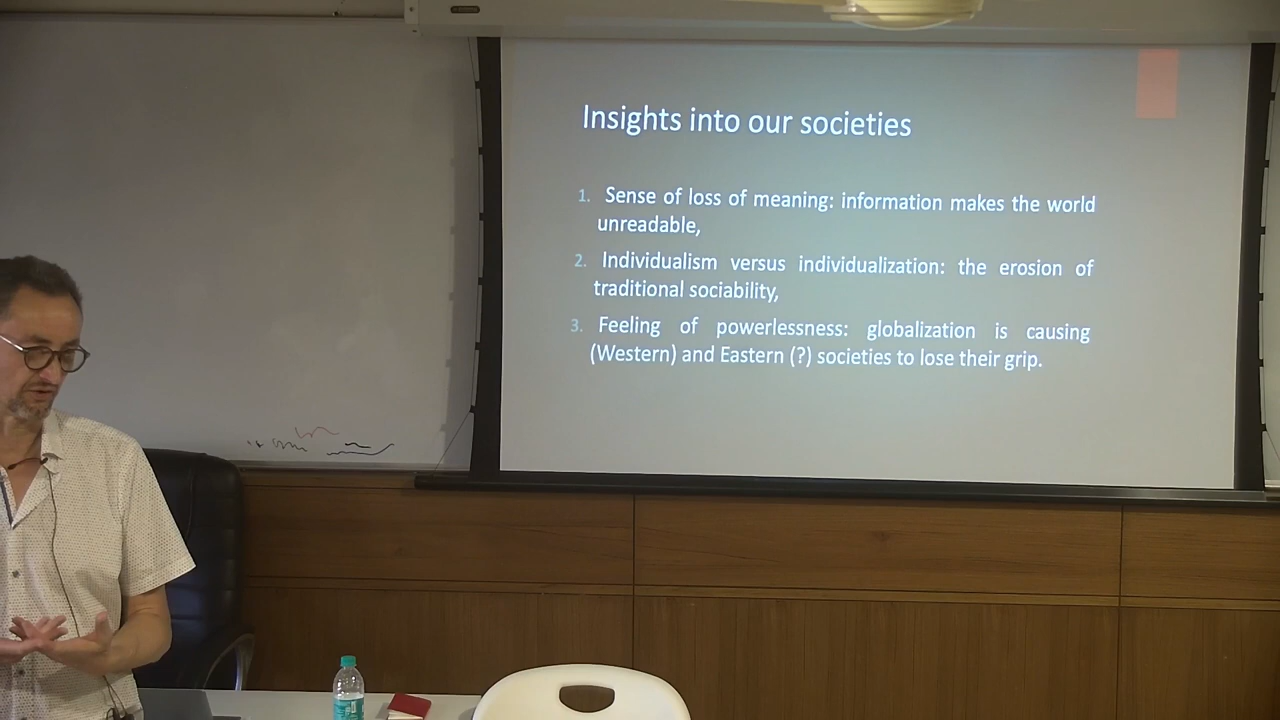 Insights into our societies
1. Sense of loss of meaning: information makes the world
unreadable,
2. Individualism versus individualization: the erosion of
traditional sociability,
3. Feeling of powerlessness: globalization is causing
(Western) and Eastern (?) societies to lose their grip.